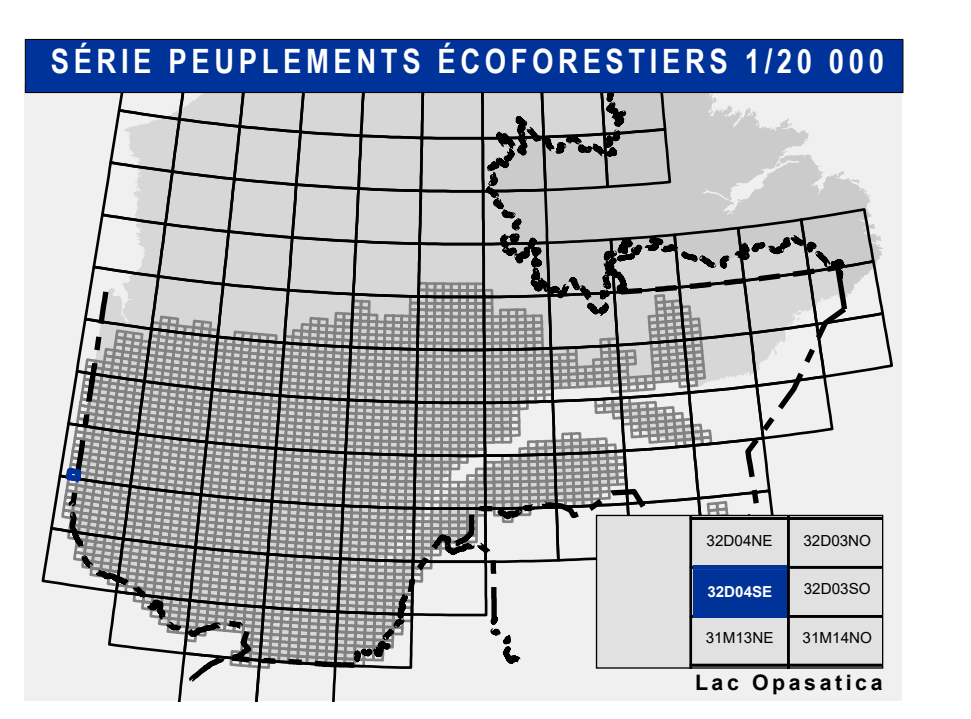 SÉRIE PEUPLEMENTS ÉCOFORESTIERS 1/20 000
32D04NE 32D03NO
32D04SE 32D03SO
31M13NE 31M14NO
Lac Opasatica